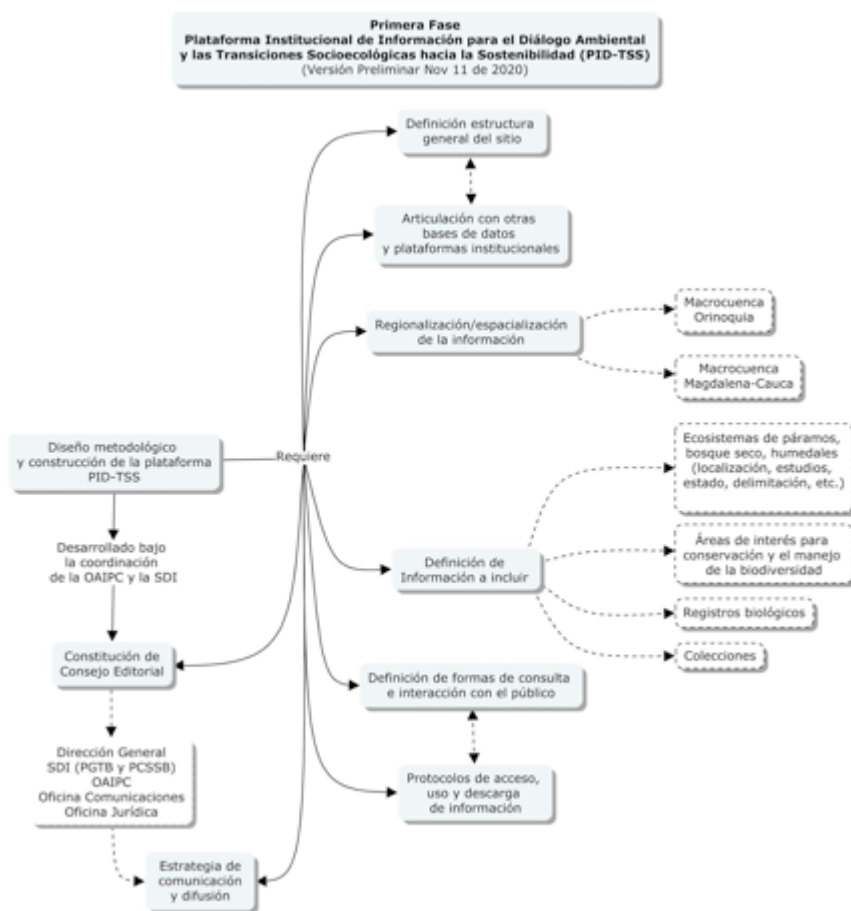 Primera Fase
Plataforma Institucional de Información para el Diálogo Ambiental
y las Transiciones Socioecológicas hacia la Sostenibilidad (PID-TSS)
(Versión Preliminar Nov 11 de 2020)
Definición estructura
general del sitio
Articulación con otras
bases de datos
y plataformas institucionales
Regionalización/espacialización
de la información
Macrocuenca
Orinoquia
Macrocuenca
Magdalena-Cauca
Diseño metodológico
y construcción de la plataforma
PID-TSS
Requiere
Ecosistemas de páramos,
bosque seco, humedales
(localización, estudios,
estado, delimitación, etc.)
Desarrollado bajo
la coordinación
de la OAIPC y la SDI
Definición de
Información a incluir
Áreas de interés para
conservación y el manejo
de la biodiversidad
Registros biológicos
Colecciones
Constitución de
Consejo Editorial
Definición de formas de consulta
e interacción con el público
Dirección General
SDI (PGTB y PCSSB)
OAIPC
Oficina Comunicaciones
Oficina Jurídica
Protocolos de acceso,
uso y descarga
de información
Estrategia de
comunicación
y difusión